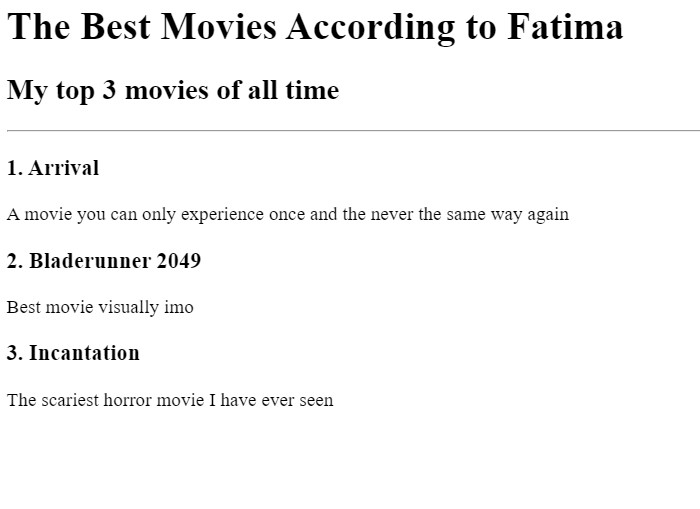 The Best Movies According to Fatima
My top 3 movies of all time
1. Arrival
A movie you can only experience once and the never the same way again
2. Bladerunner 2049
Best movie visually imo
3. Incantation
The scariest horror movie I have ever seen